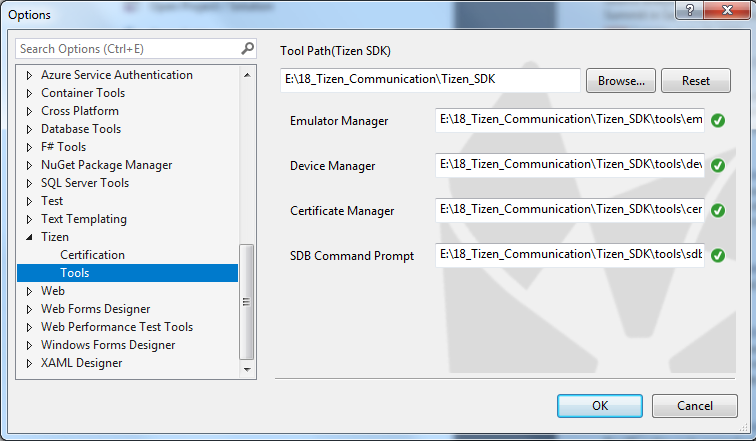 Options
Search Options (Ctrl+E)
Azure Service Authentication
Container Tools
Cross Platform
Database Tools
F# Tools
NuGet Package Manager
SQL Server Tools
Test
Text Templating
Tizen
Certification
Tools
Web
Web Forms Designer
Web Performance Test Tools
Windows Forms Designer
XAML Designer
Tool Path(Tizen SDK)
E:\18_Tizen_Communication\Tizen_SDK
Browse...
Reset
Emulator Manager
E:\18_Tizen_Communication\Tizen_SDK\tools\em
Device Manager
E:\18_Tizen_Communication\Tizen_SDK\tools\dev
Certificate Manager
E:\18_Tizen_Communication\Tizen_SDK\tools\cer
SDB Command Prompt
E:\18_Tizen_Communication\Tizen_SDK\tools\sdb
OK
Cancel